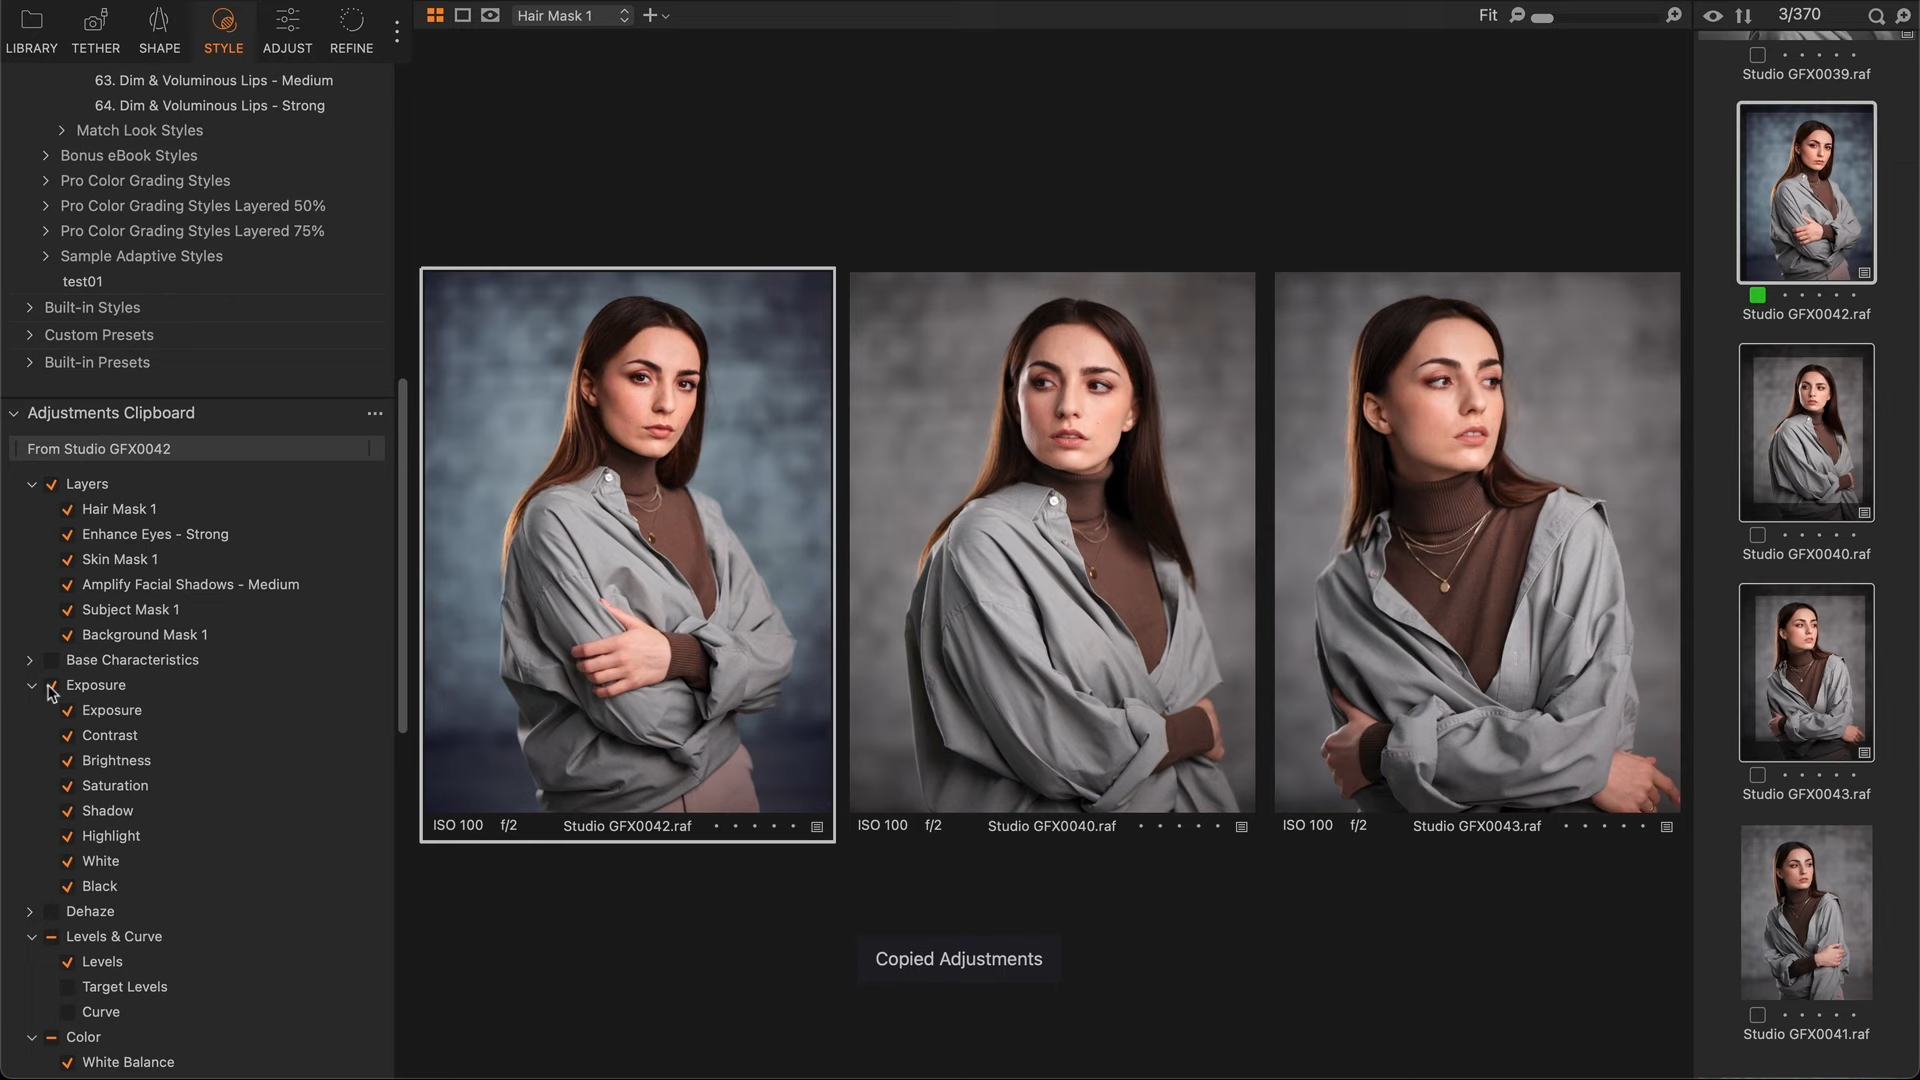 LIBRARY TETHER SHAPE STYLE ADJUST REFINE
Hair Mask 1
Fit
3/370
63. Dim & Voluminous Lips - Medium
64. Dim & Voluminous Lips - Strong
Match Look Styles
Bonus eBook Styles
Pro Color Grading Styles
Pro Color Grading Styles Layered 50%
Pro Color Grading Styles Layered 75%
Sample Adaptive Styles
test01
Built-in Styles
Custom Presets
Built-in Presets
Adjustments Clipboard
From Studio GFX0042
Layers
Hair Mask 1
Enhance Eyes - Strong
Skin Mask 1
Amplify Facial Shadows - Medium
Subject Mask 1
Background Mask 1
Base Characteristics
Exposure
Exposure
Contrast
Brightness
Saturation
Shadow
Highlight
White
Black
Dehaze
Levels & Curve
Levels
Target Levels
Curve
Color
White Balance
ISO 100 f/2 Studio GFX0042.raf
ISO 100 f/2 Studio GFX0040.raf
ISO 100 f/2 Studio GFX0043.raf
Copied Adjustments
Studio GFX0039.raf
Studio GFX0042.raf
Studio GFX0040.raf
Studio GFX0043.raf
Studio GFX0041.raf